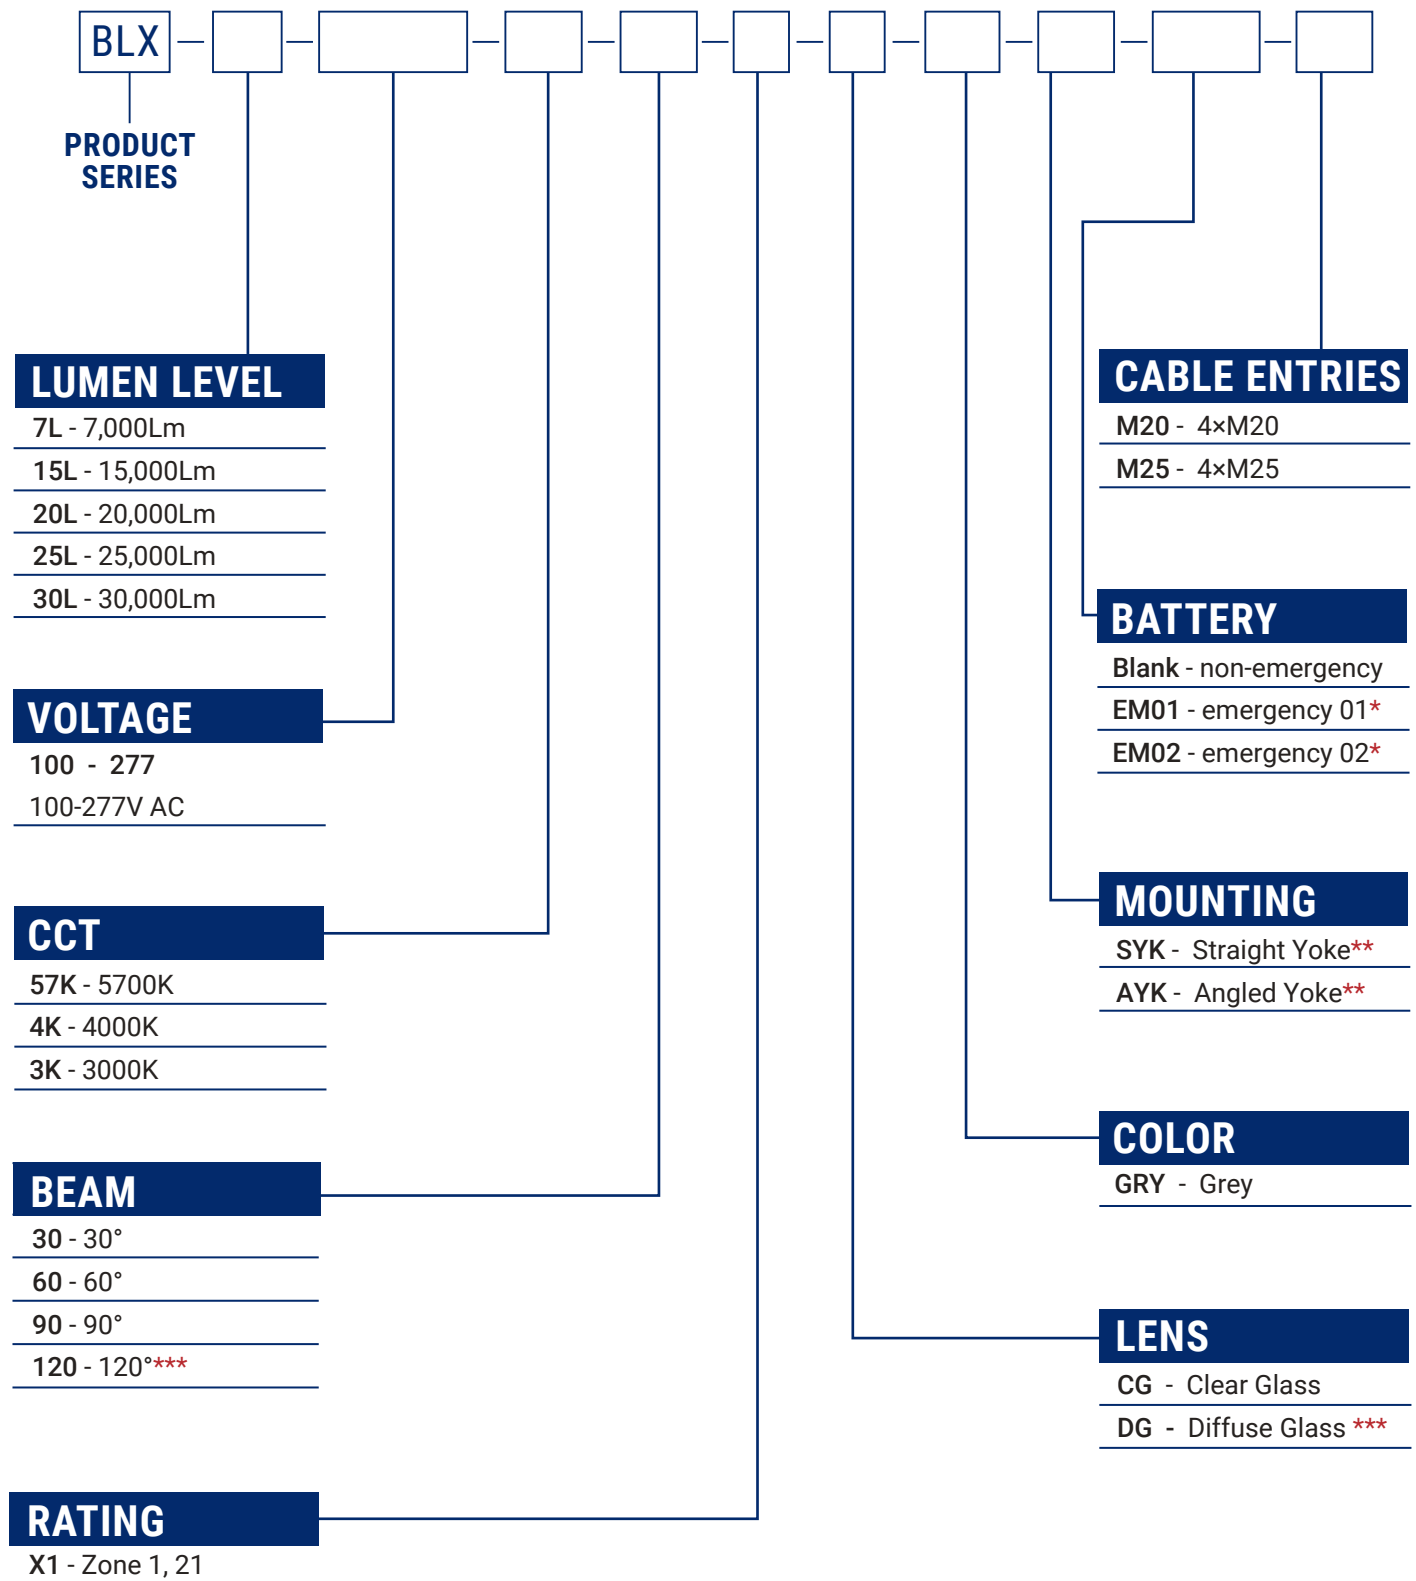 BLX
PRODUCT
SERIES
LUMEN LEVEL
7L - 7,000Lm
15L - 15,000Lm
20L - 20,000Lm
25L - 25,000Lm
30L - 30,000Lm
VOLTAGE
100 - 277
100-277V AC
CCT
57K - 5700K
4K - 4000K
3K - 3000K
BEAM
30 - 30°
60 - 60°
90 - 90°
120 - 120°***
RATING
X1 - Zone 1, 21
CABLE ENTRIES
M20 - 4×M20
M25 - 4×M25
BATTERY
Blank - non-emergency
EM01 - emergency 01*
EM02 - emergency 02*
MOUNTING
SYK - Straight Yoke**
AYK - Angled Yoke**
COLOR
GRY - Grey
LENS
CG - Clear Glass
DG - Diffuse Glass ***